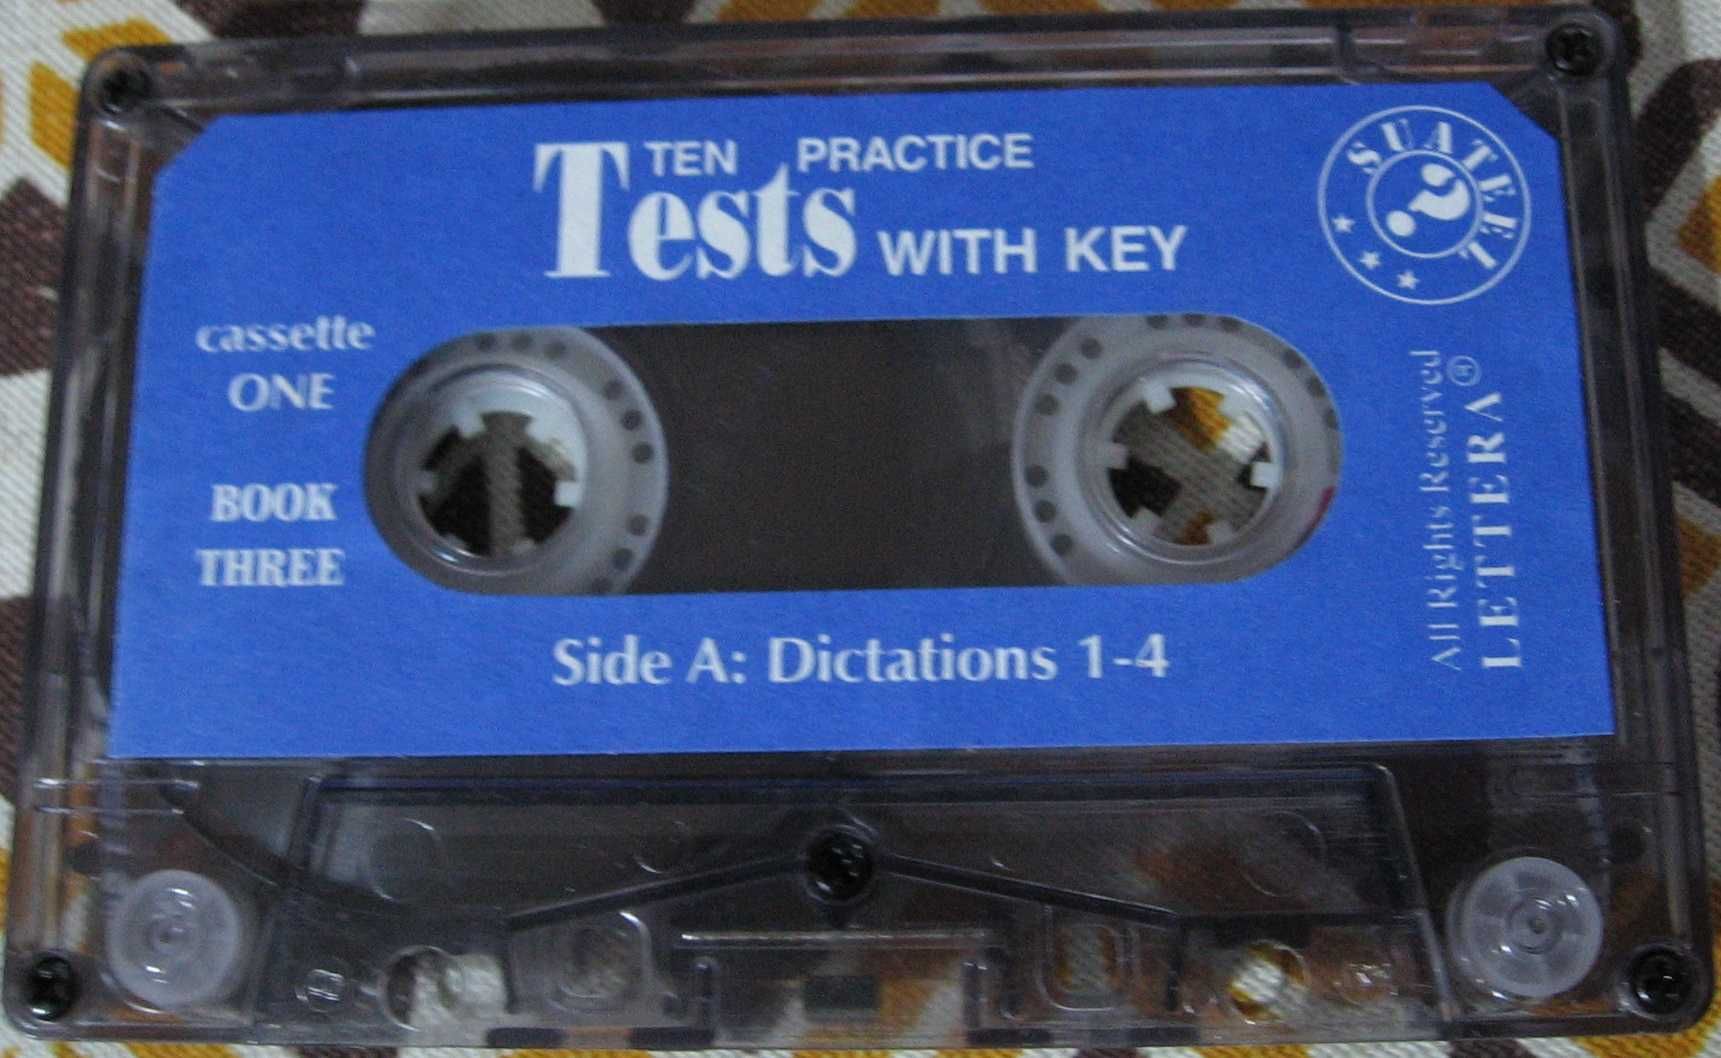 TEN PRACTICE
Tests WITH KEY
SUATEEL
?
cassette
ONE
BOOK
THREE
All Rights Reserved
LETTERA®
Side A: Dictations 1-4